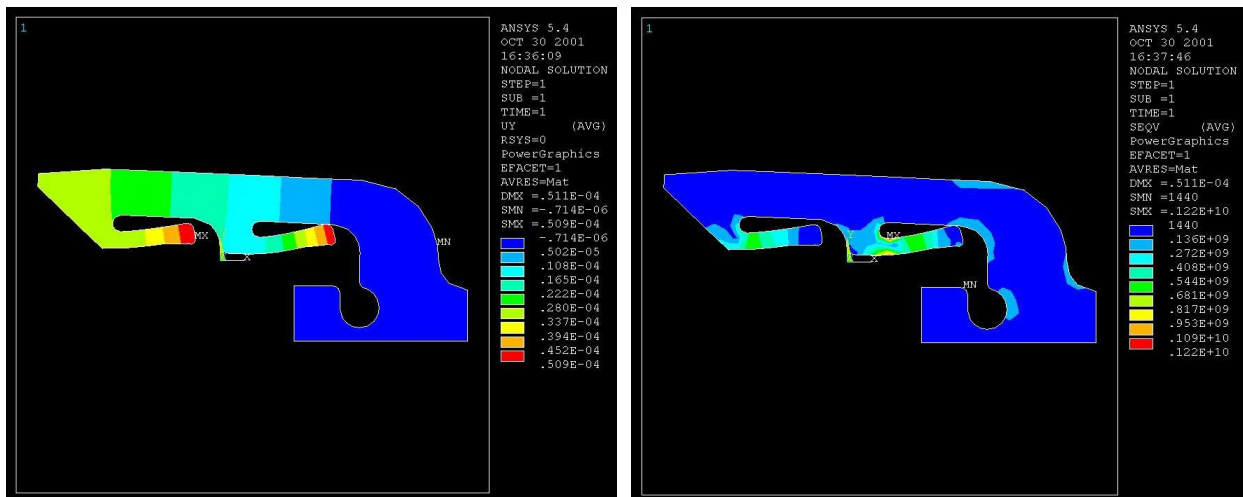 1
ANSYS 5.4
OCT 30 2001
16:36:09
NODAL SOLUTION
STEP=1
SUB =1
TIME=1
UY (AVG)
RSYS=0
PowerGraphics
EFACET=1
AVRES=Mat
DMX =.511E-04
SMN =-.714E-06
SMX =.509E-04
-.714E-06
.502E-05
.108E-04
.165E-04
.222E-04
.280E-04
.337E-04
.394E-04
.452E-04
.509E-04
MX
MN
X
1
ANSYS 5.4
OCT 30 2001
16:37:46
NODAL SOLUTION
STEP=1
SUB =1
TIME=1
SEQV (AVG)
PowerGraphics
EFACET=1
AVRES=Mat
DMX =.511E-04
SMN =1440
SMX =.122E+10
1440
.136E+09
.272E+09
.408E+09
.544E+09
.681E+09
.817E+09
.953E+09
.109E+10
.122E+10
Y
MX
X
MN